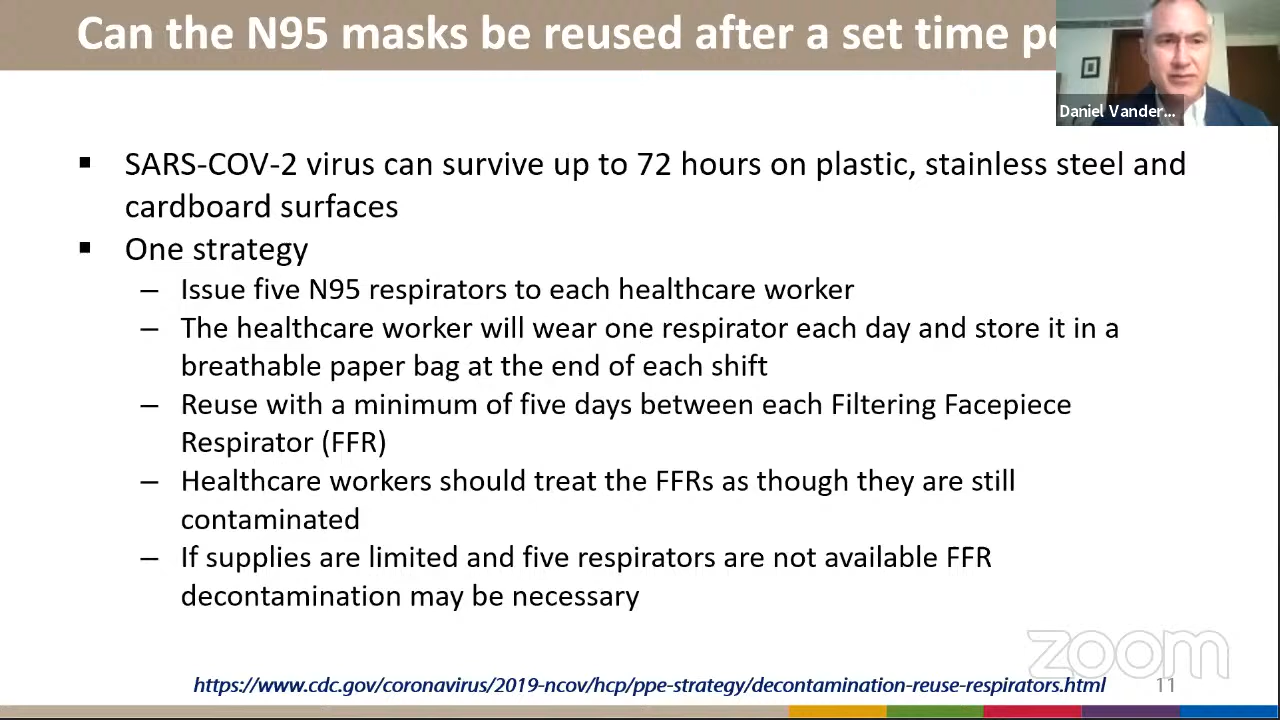 Can the N95 masks be reused after a set time pe
Daniel Vander...
▪ SARS-COV-2 virus can survive up to 72 hours on plastic, stainless steel and
cardboard surfaces
▪ One strategy
– Issue five N95 respirators to each healthcare worker
– The healthcare worker will wear one respirator each day and store it in a
breathable paper bag at the end of each shift
– Reuse with a minimum of five days between each Filtering Facepiece
Respirator (FFR)
– Healthcare workers should treat the FFRs as though they are still
contaminated
– If supplies are limited and five respirators are not available FFR
decontamination may be necessary
zoom
https://www.cdc.gov/coronavirus/2019-ncov/hcp/ppe-strategy/decontamination-reuse-respirators.html
11